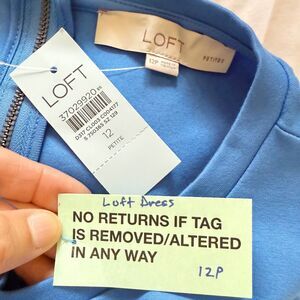 LOFT
12P
PETITES
LOFT
37029920
12
PETITE
Loft Dress
NO RETURNS IF TAG
IS REMOVED/ALTERED
IN ANY WAY
12P